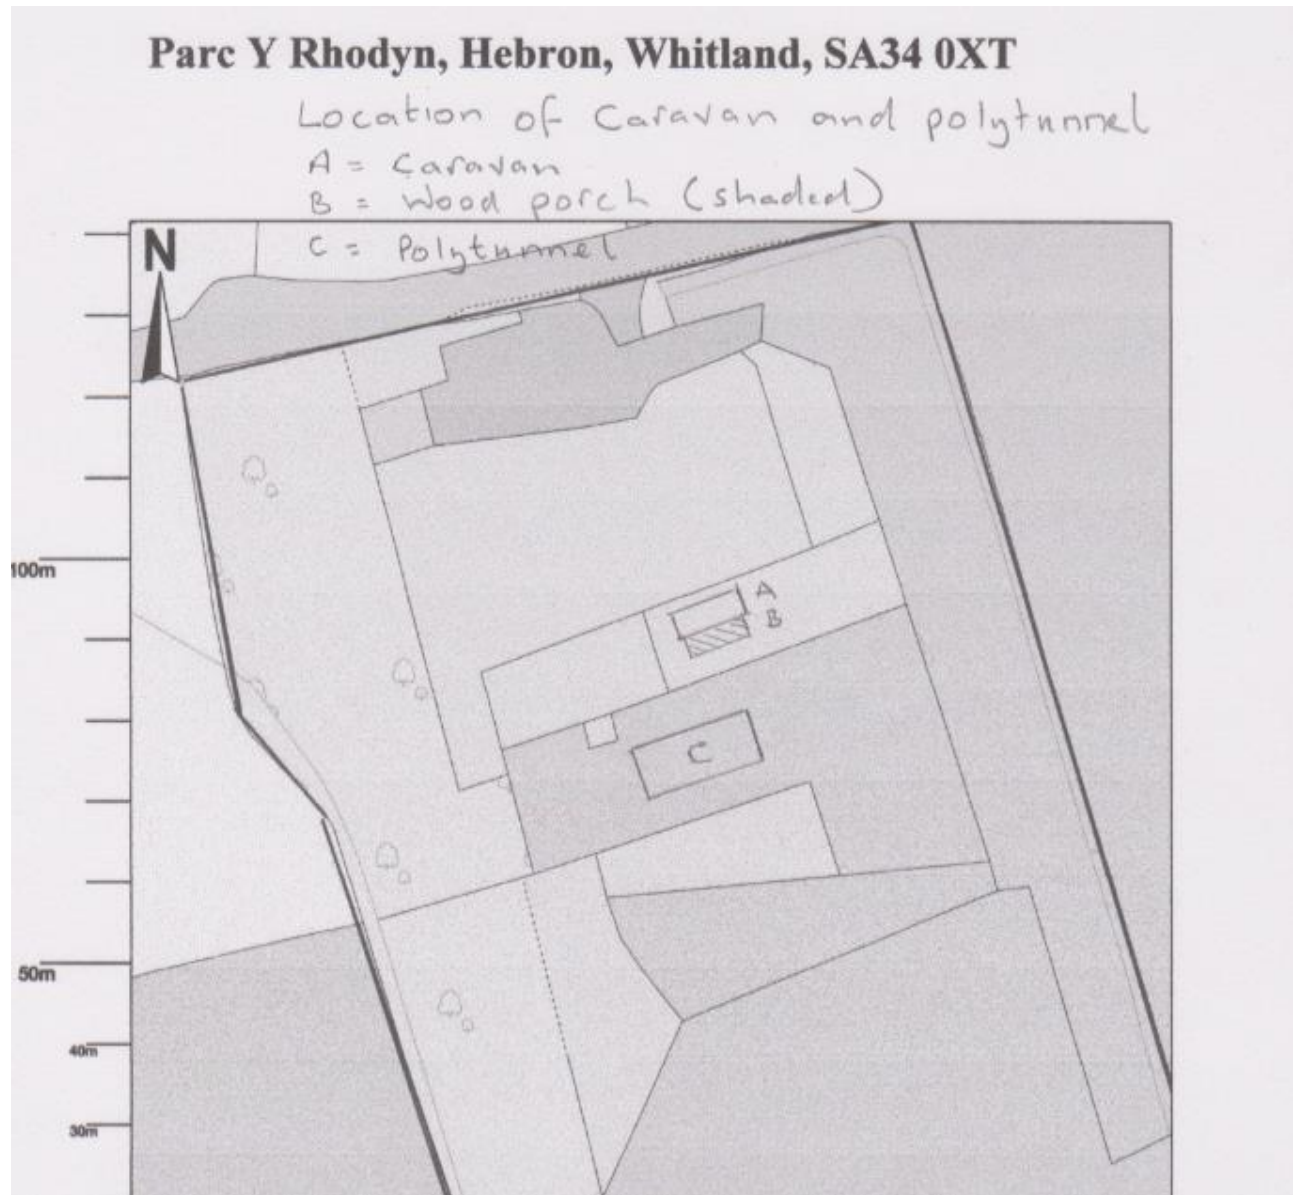 Parc Y Rhodyn, Hebron, Whitland, SA34 0XT
Location of Caravan and polytunnel
A = Caravan
B = Wood porch (shaded)
C = Polytunnel
N
100m
A
B
C
50m
40m
30m